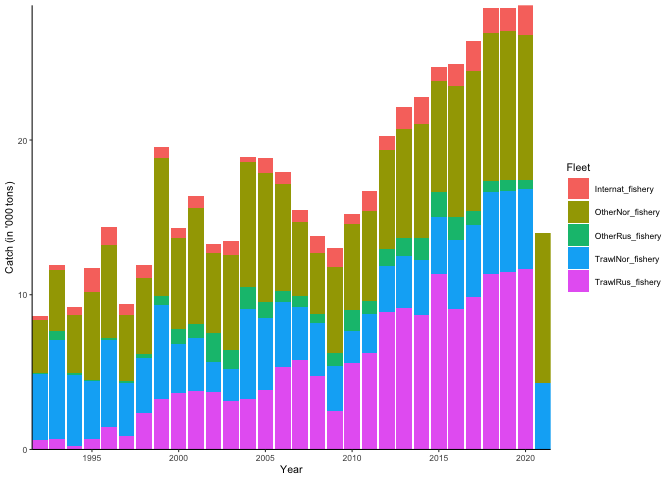 Catch (in '000 tons)
20
10
0
1995 2000 2005 2010 2015 2020
Year
Fleet
Internat_fishery
OtherNor_fishery
OtherRus_fishery
TrawlNor_fishery
TrawlRus_fishery